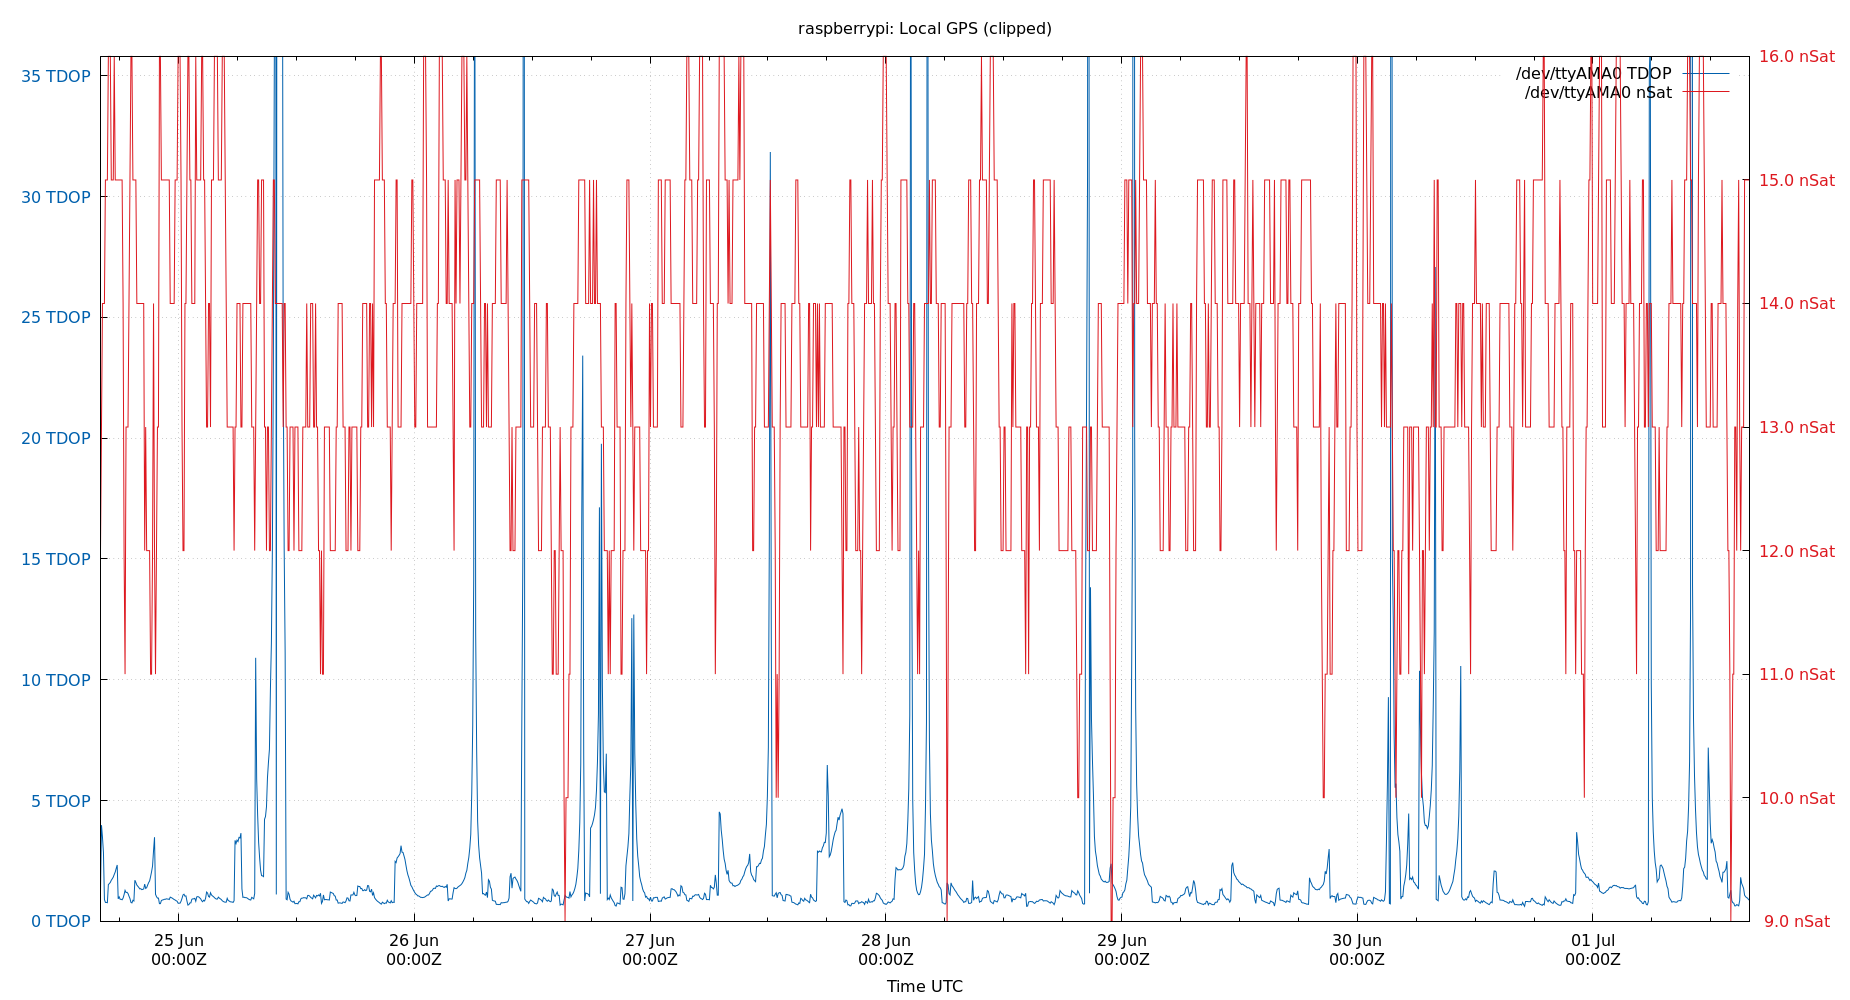 raspberrypi: Local GPS (clipped)
35 TDOP
30 TDOP
25 TDOP
20 TDOP
15 TDOP
10 TDOP
5 TDOP
0 TDOP
16.0 nSat
15.0 nSat
14.0 nSat
13.0 nSat
12.0 nSat
11.0 nSat
10.0 nSat
9.0 nSat
/dev/ttyAMA0 TDOP
/dev/ttyAMA0 nSat
25 Jun 26 Jun 27 Jun 28 Jun 29 Jun 30 Jun 01 Jul
00:00Z 00:00Z 00:00Z 00:00Z 00:00Z 00:00Z 00:00Z
Time UTC